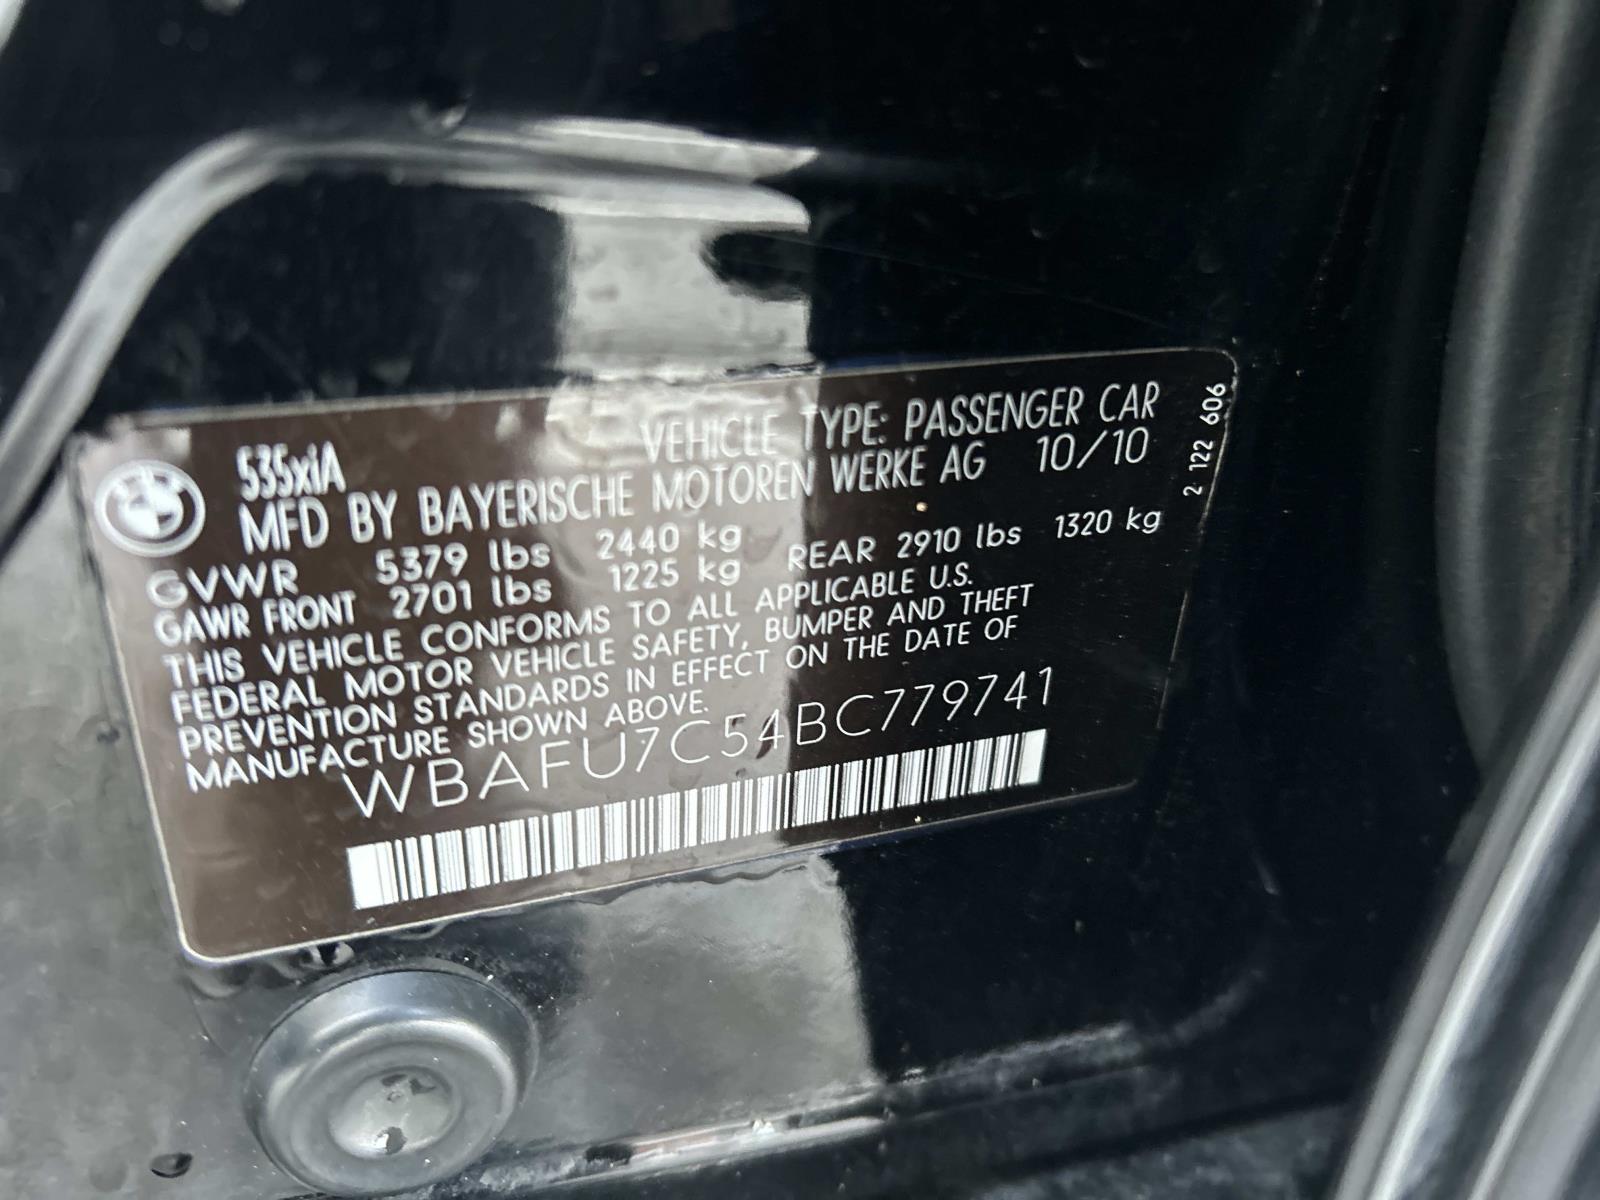 535xiA VEHICLE TYPE: PASSENGER CAR
MFD BY BAYERISCHE MOTOREN WERKE AG 10/10
GVWR 5379 lbs 2440 kg
GAWR FRONT 2701 lbs 1225 kg REAR 2910 lbs 1320 kg
THIS VEHICLE CONFORMS TO ALL APPLICABLE U.S.
FEDERAL MOTOR VEHICLE SAFETY, BUMPER AND THEFT
PREVENTION STANDARDS IN EFFECT ON THE DATE OF
MANUFACTURE SHOWN ABOVE.
WBAFU7C54BC779741
2 122 606